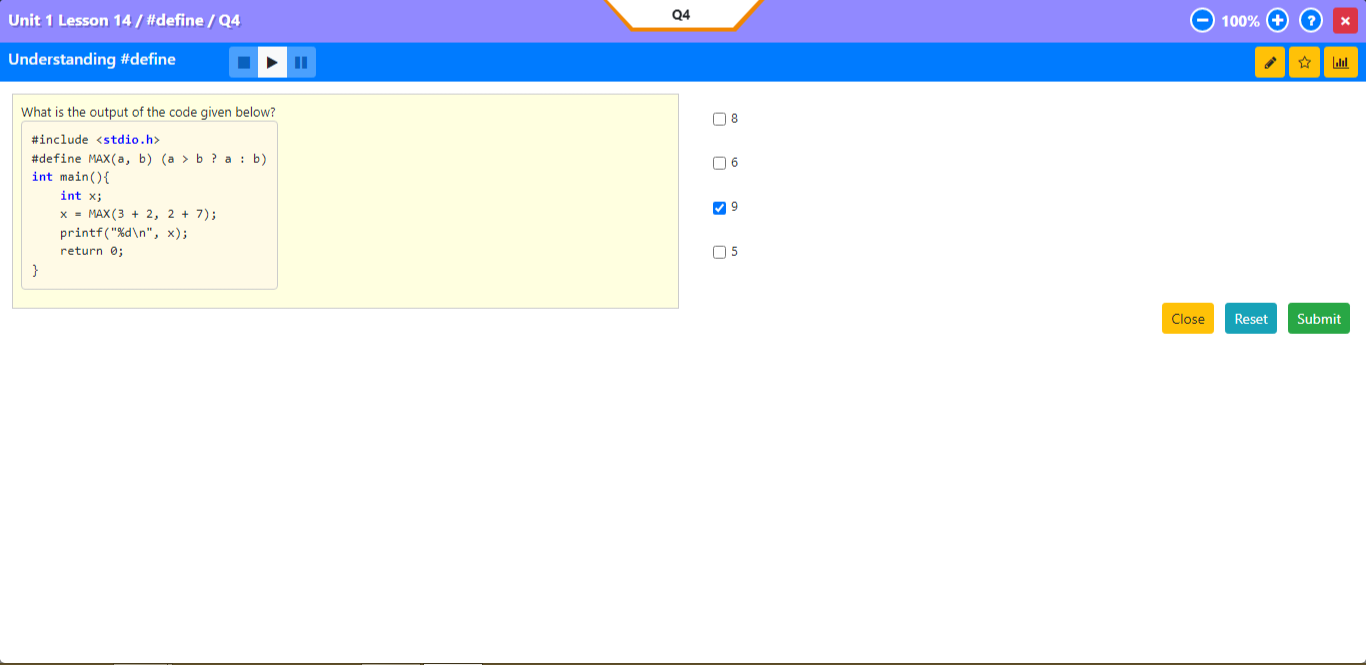 Unit 1 Lesson 14 / #define / Q4
Q4
100%
Understanding #define
What is the output of the code given below?
#include <stdio.h>
#define MAX(a, b) (a > b ? a : b)
int main(){
    int x;
    x = MAX(3 + 2, 2 + 7);
    printf("%d\n", x);
    return 0;
}
8
6
9
5
Close
Reset
Submit